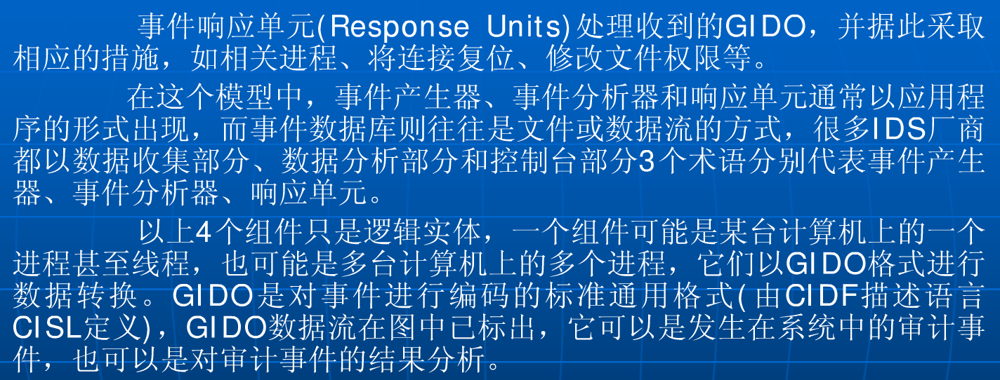 事件响应单元(Response Units)处理收到的GIDO，并据此采取
相应的措施，如相关进程、将连接复位、修改文件权限等。
在这个模型中，事件产生器、事件分析器和响应单元通常以应用程
序的形式出现，而事件数据库则往往是文件或数据流的方式，很多IDS厂商
都以数据收集部分、数据分析部分和控制台部分3个术语分别代表事件产生
器、事件分析器、响应单元。
以上4个组件只是逻辑实体，一个组件可能是某台计算机上的一个
进程甚至线程，也可能是多台计算机上的多个进程，它们以GIDO格式进行
数据转换。GIDO是对事件进行编码的标准通用格式(由CIDF描述语言
CISL定义)，GIDO数据流在图中已标出，它可以是发生在系统中的审计事
件，也可以是对审计事件的结果分析。